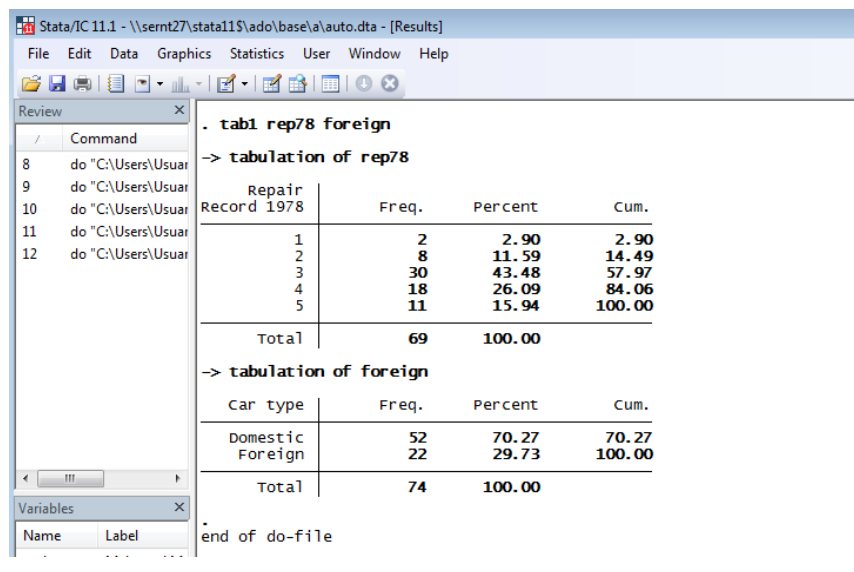 Stata/IC 11.1 - \\sernt27\stata11$\ado\base\a\auto.dta - [Results]
File Edit Data Graphics Statistics User Window Help
Review
Command
8 do "C:\Users\Usuar
9 do "C:\Users\Usuar
10 do "C:\Users\Usuar
11 do "C:\Users\Usuar
12 do "C:\Users\Usuar
Variables
Name Label
. tab1 rep78 foreign
-> tabulation of rep78
Repair
Record 1978 Freq. Percent Cum.
1 2 2.90 2.90
2 8 11.59 14.49
3 30 43.48 57.97
4 18 26.09 84.06
5 11 15.94 100.00
Total 69 100.00
-> tabulation of foreign
Car type Freq. Percent Cum.
Domestic 52 70.27 70.27
Foreign 22 29.73 100.00
Total 74 100.00
.
end of do-file